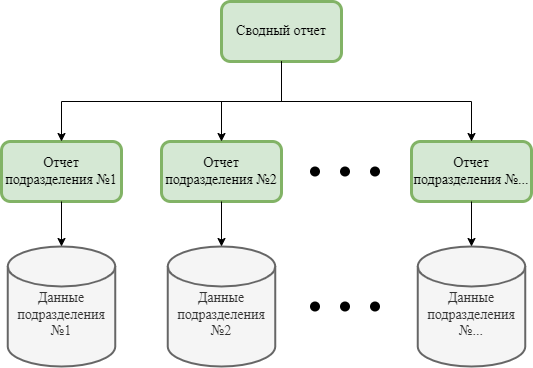 Сводный отчет
Отчет
подразделения №1
Отчет
подразделения №2
Отчет
подразделения №...
Данные
подразделения
№1
Данные
подразделения
№2
Данные
подразделения
№...